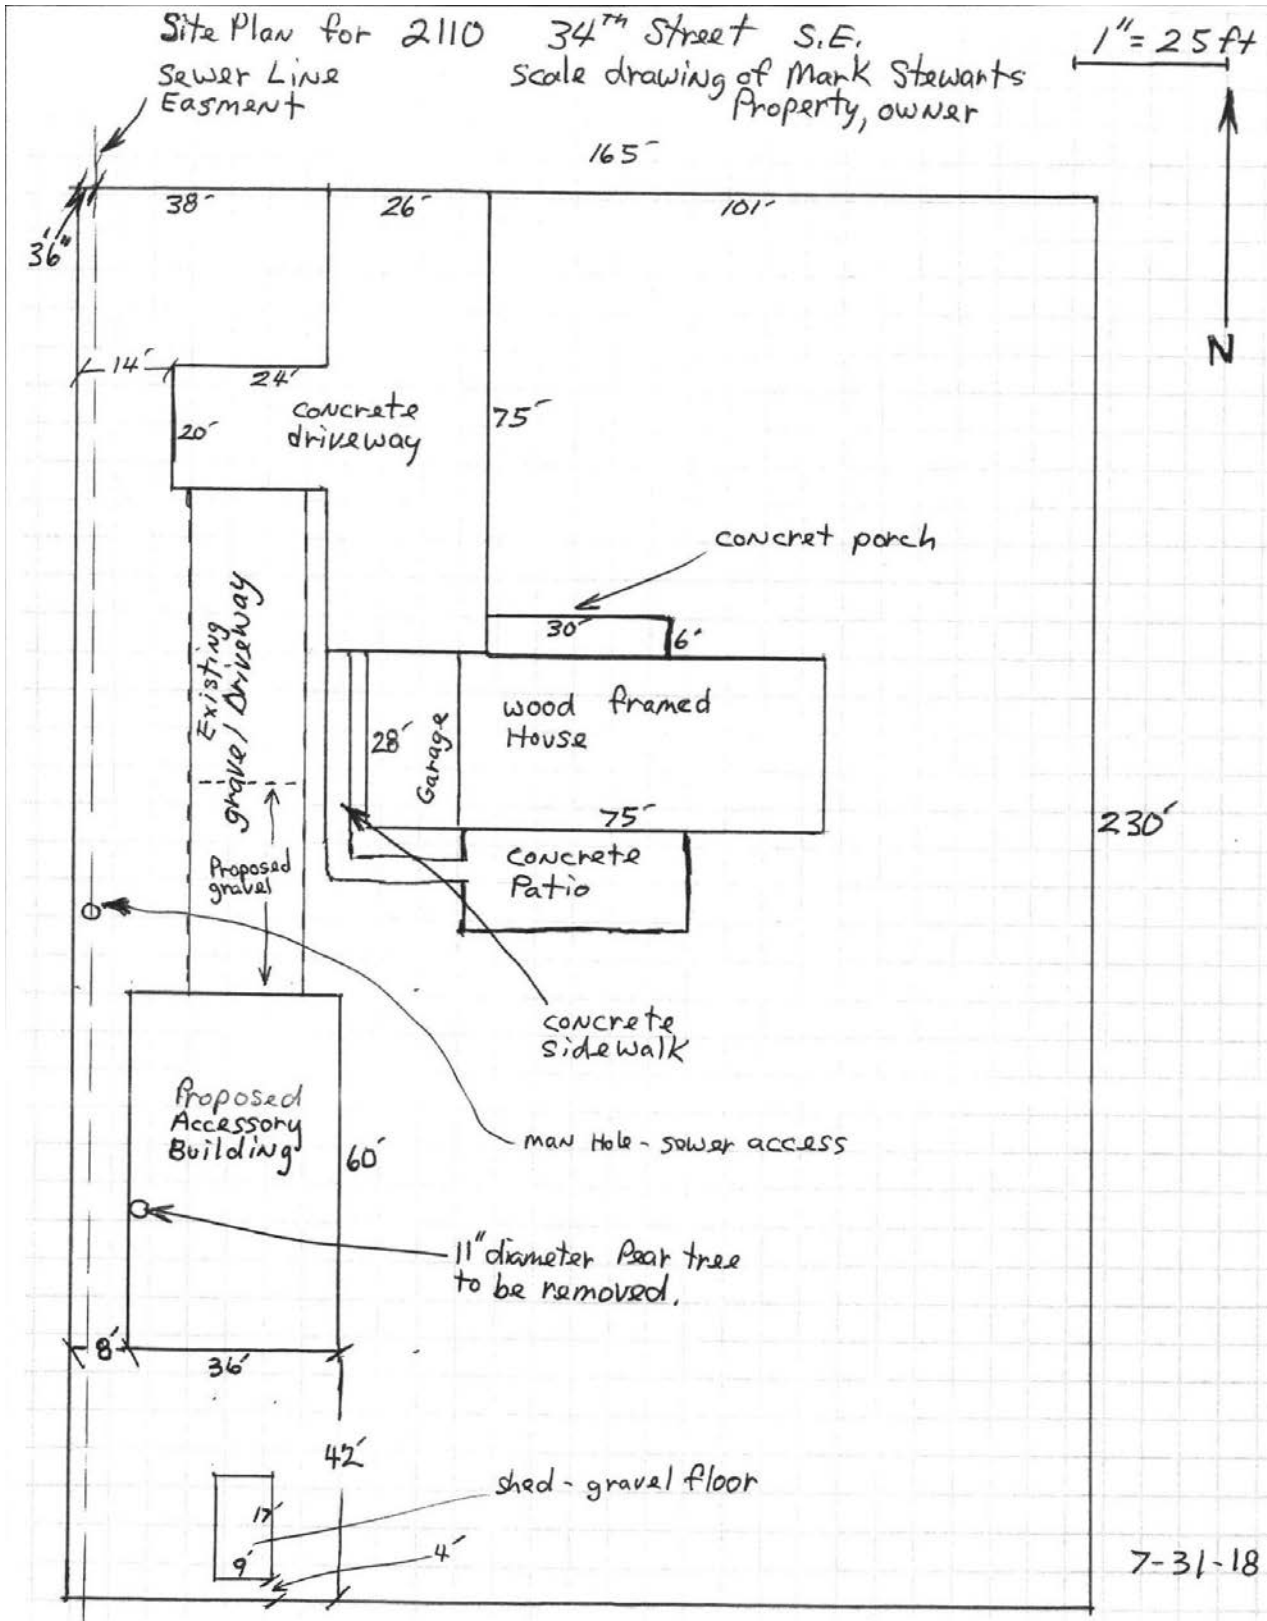 Site Plan for 2110 34th Street S.E.
1" = 25 ft
Sewer Line
Easment
scale drawing of Mark Stewarts
Property, owner
165'
38'
26'
101'
36"
N
14'
24'
20'
concrete
driveway
75'
concret porch
30'
6'
Existing
gravel Driveway
wood framed
House
28'
Garage
75'
230'
Proposed
gravel
concrete
Patio
concrete
sidewalk
Proposed
Accessory
Building
60'
man Hole - sewer access
11" diameter Pear tree
to be removed.
8'
36'
42'
shed - gravel floor
17'
9'
4'
7-31-18